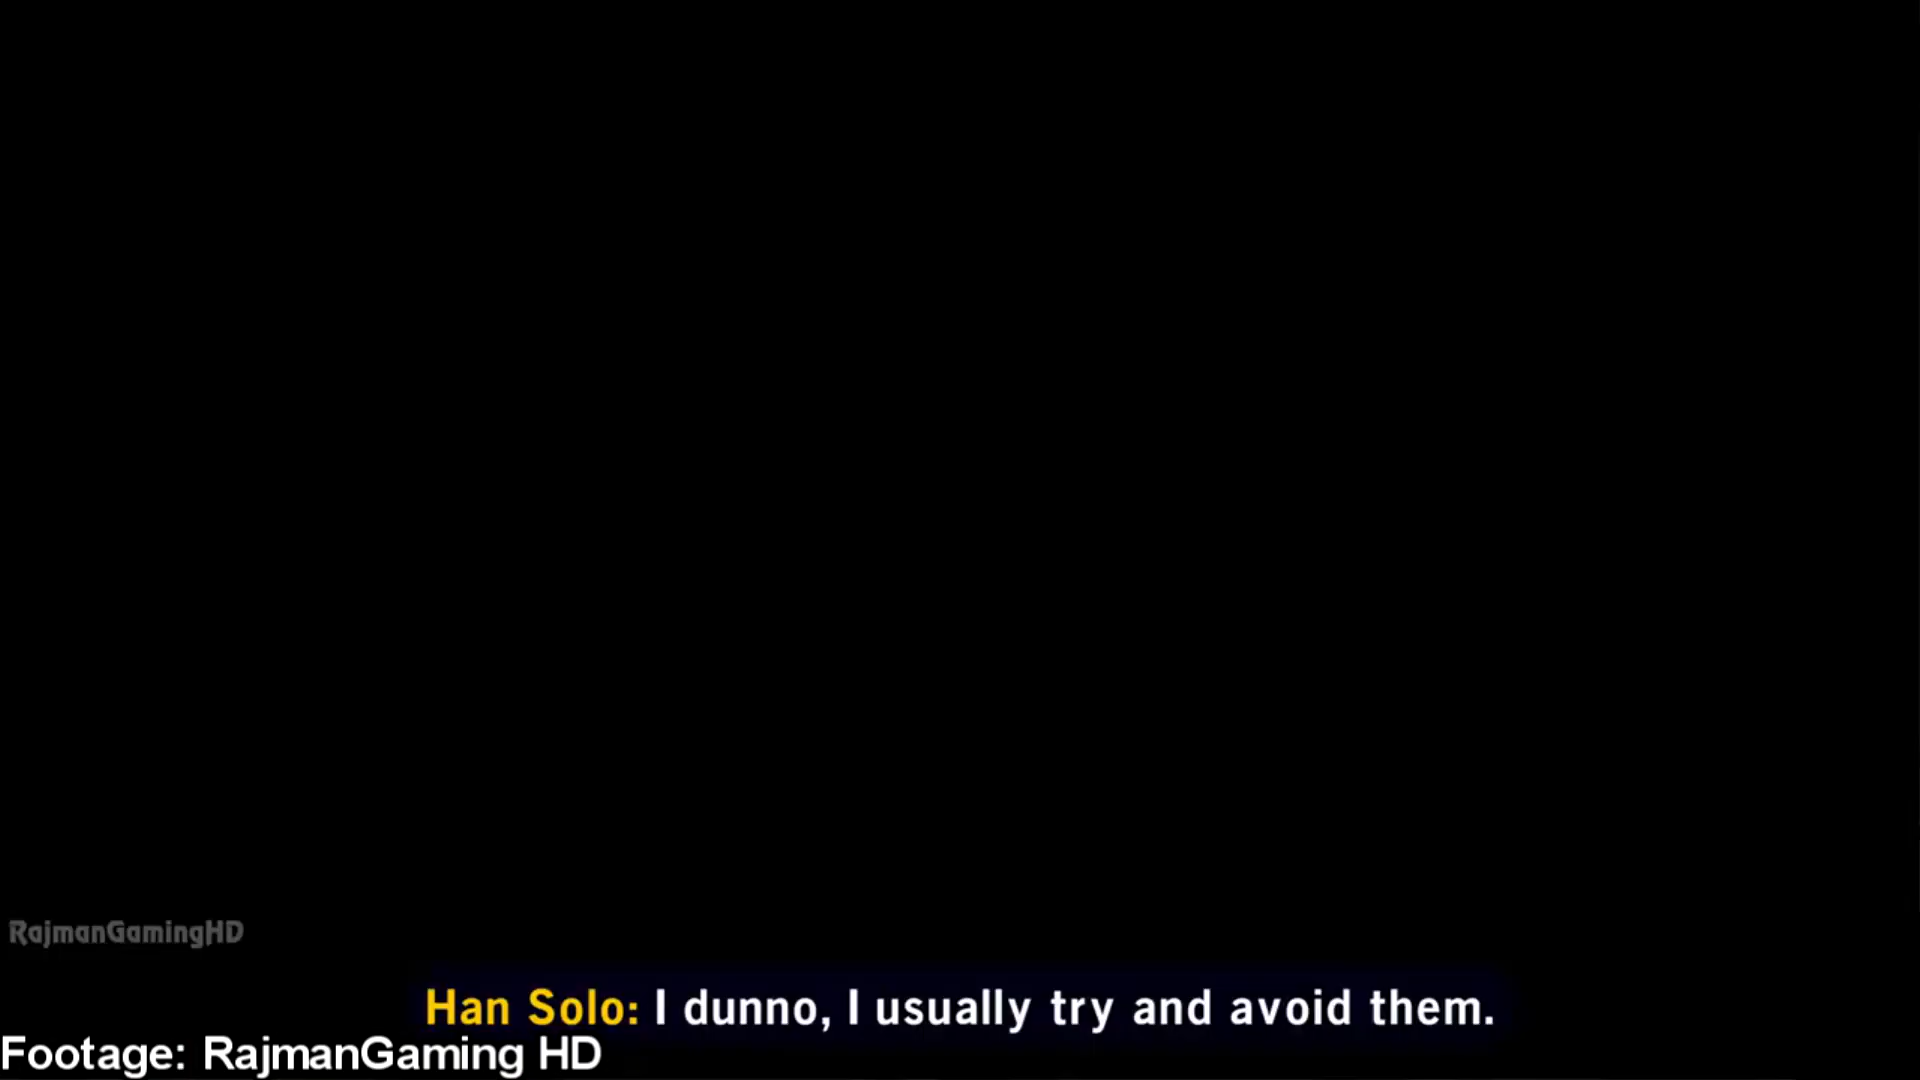 RajmanGamingHD
Han Solo: I dunno, I usually try and avoid them.
Footage: RajmanGaming HD